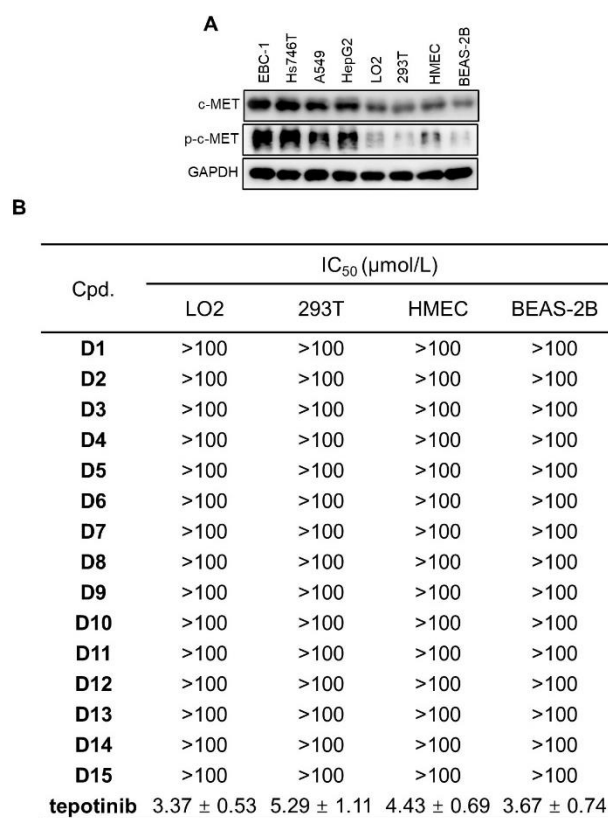 A
EBC-1 Hs746T A549 HepG2 LO2 293T HMEC BEAS-2B
c-MET
p-c-MET
GAPDH
B
Cpd. IC50 (µmol/L)
LO2 293T HMEC BEAS-2B
D1 >100 >100 >100 >100
D2 >100 >100 >100 >100
D3 >100 >100 >100 >100
D4 >100 >100 >100 >100
D5 >100 >100 >100 >100
D6 >100 >100 >100 >100
D7 >100 >100 >100 >100
D8 >100 >100 >100 >100
D9 >100 >100 >100 >100
D10 >100 >100 >100 >100
D11 >100 >100 >100 >100
D12 >100 >100 >100 >100
D13 >100 >100 >100 >100
D14 >100 >100 >100 >100
D15 >100 >100 >100 >100
tepotinib 3.37 ± 0.53 5.29 ± 1.11 4.43 ± 0.69 3.67 ± 0.74